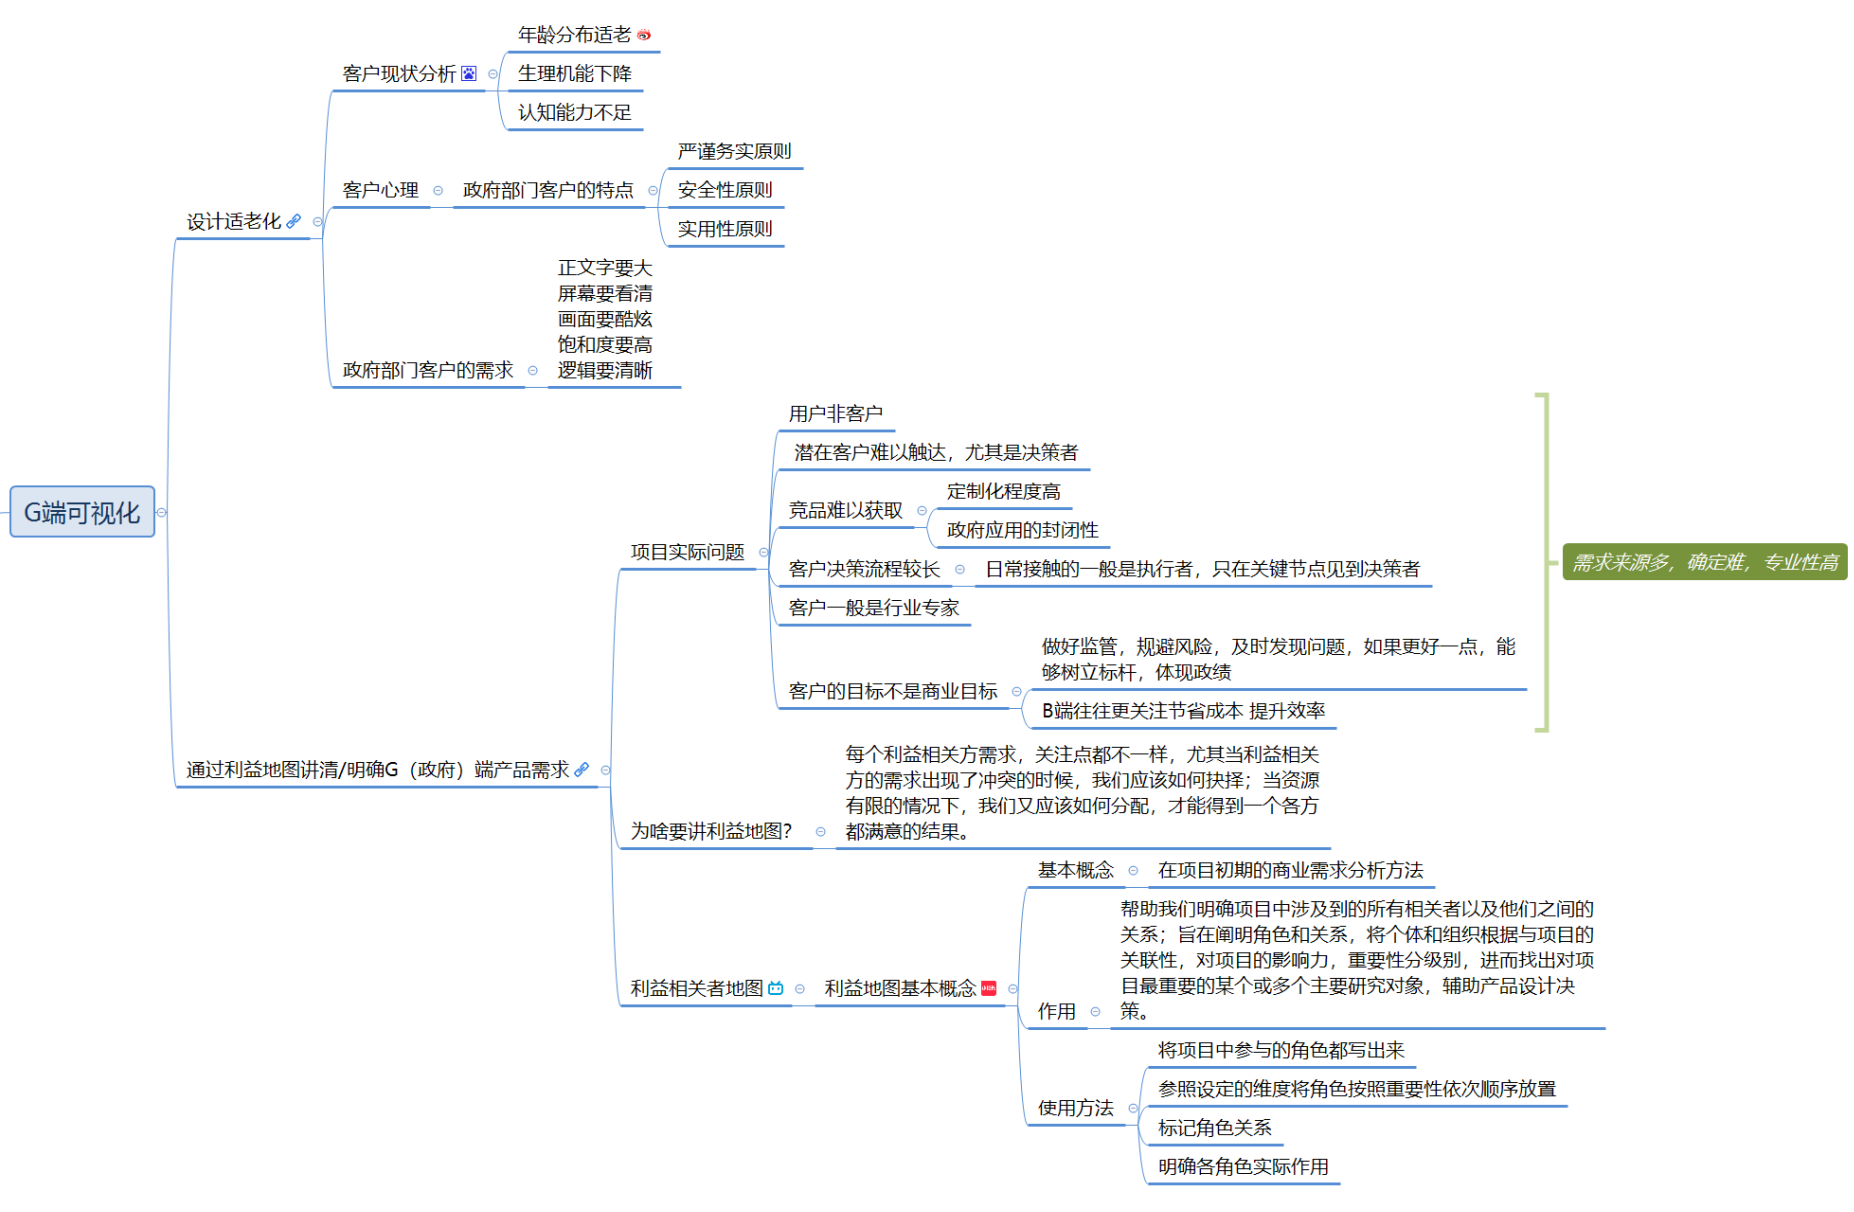 年龄分布适老
客户现状分析
生理机能下降
认知能力不足
严谨务实原则
客户心理
政府部门客户的特点
安全性原则
实用性原则
设计适老化
正文字要大
屏幕要看清
画面要酷炫
饱和度要高
逻辑要清晰
政府部门客户的需求
G端可视化
用户非客户
潜在客户难以触达，尤其是决策者
定制化程度高
竞品难以获取
政府应用的封闭性
项目实际问题
客户决策流程较长
日常接触的一般是执行者，只在关键节点见到决策者
客户一般是行业专家
做好监管，规避风险，及时发现问题，如果更好一点，能
够树立标杆，体现政绩
客户的目标不是商业目标
B端往往更关注节省成本 提升效率
需求来源多，确定难，专业性高
通过利益地图讲清/明确G（政府）端产品需求
每个利益相关方需求，关注点都不一样，尤其当利益相关
方的需求出现了冲突的时候，我们应该如何抉择；当资源
有限的情况下，我们又应该如何分配，才能得到一个各方
都满意的结果。
为啥要讲利益地图？
基本概念
在项目初期的商业需求分析方法
帮助我们明确项目中涉及到的所有相关者以及他们之间的
关系；旨在阐明角色和关系，将个体和组织根据与项目的
关联性，对项目的影响力，重要性分级别，进而找出对项
目最重要的某个或多个主要研究对象，辅助产品设计决
策。
利益相关者地图
利益地图基本概念
作用
将项目中参与的角色都写出来
参照设定的维度将角色按照重要性依次顺序放置
使用方法
标记角色关系
明确各角色实际作用